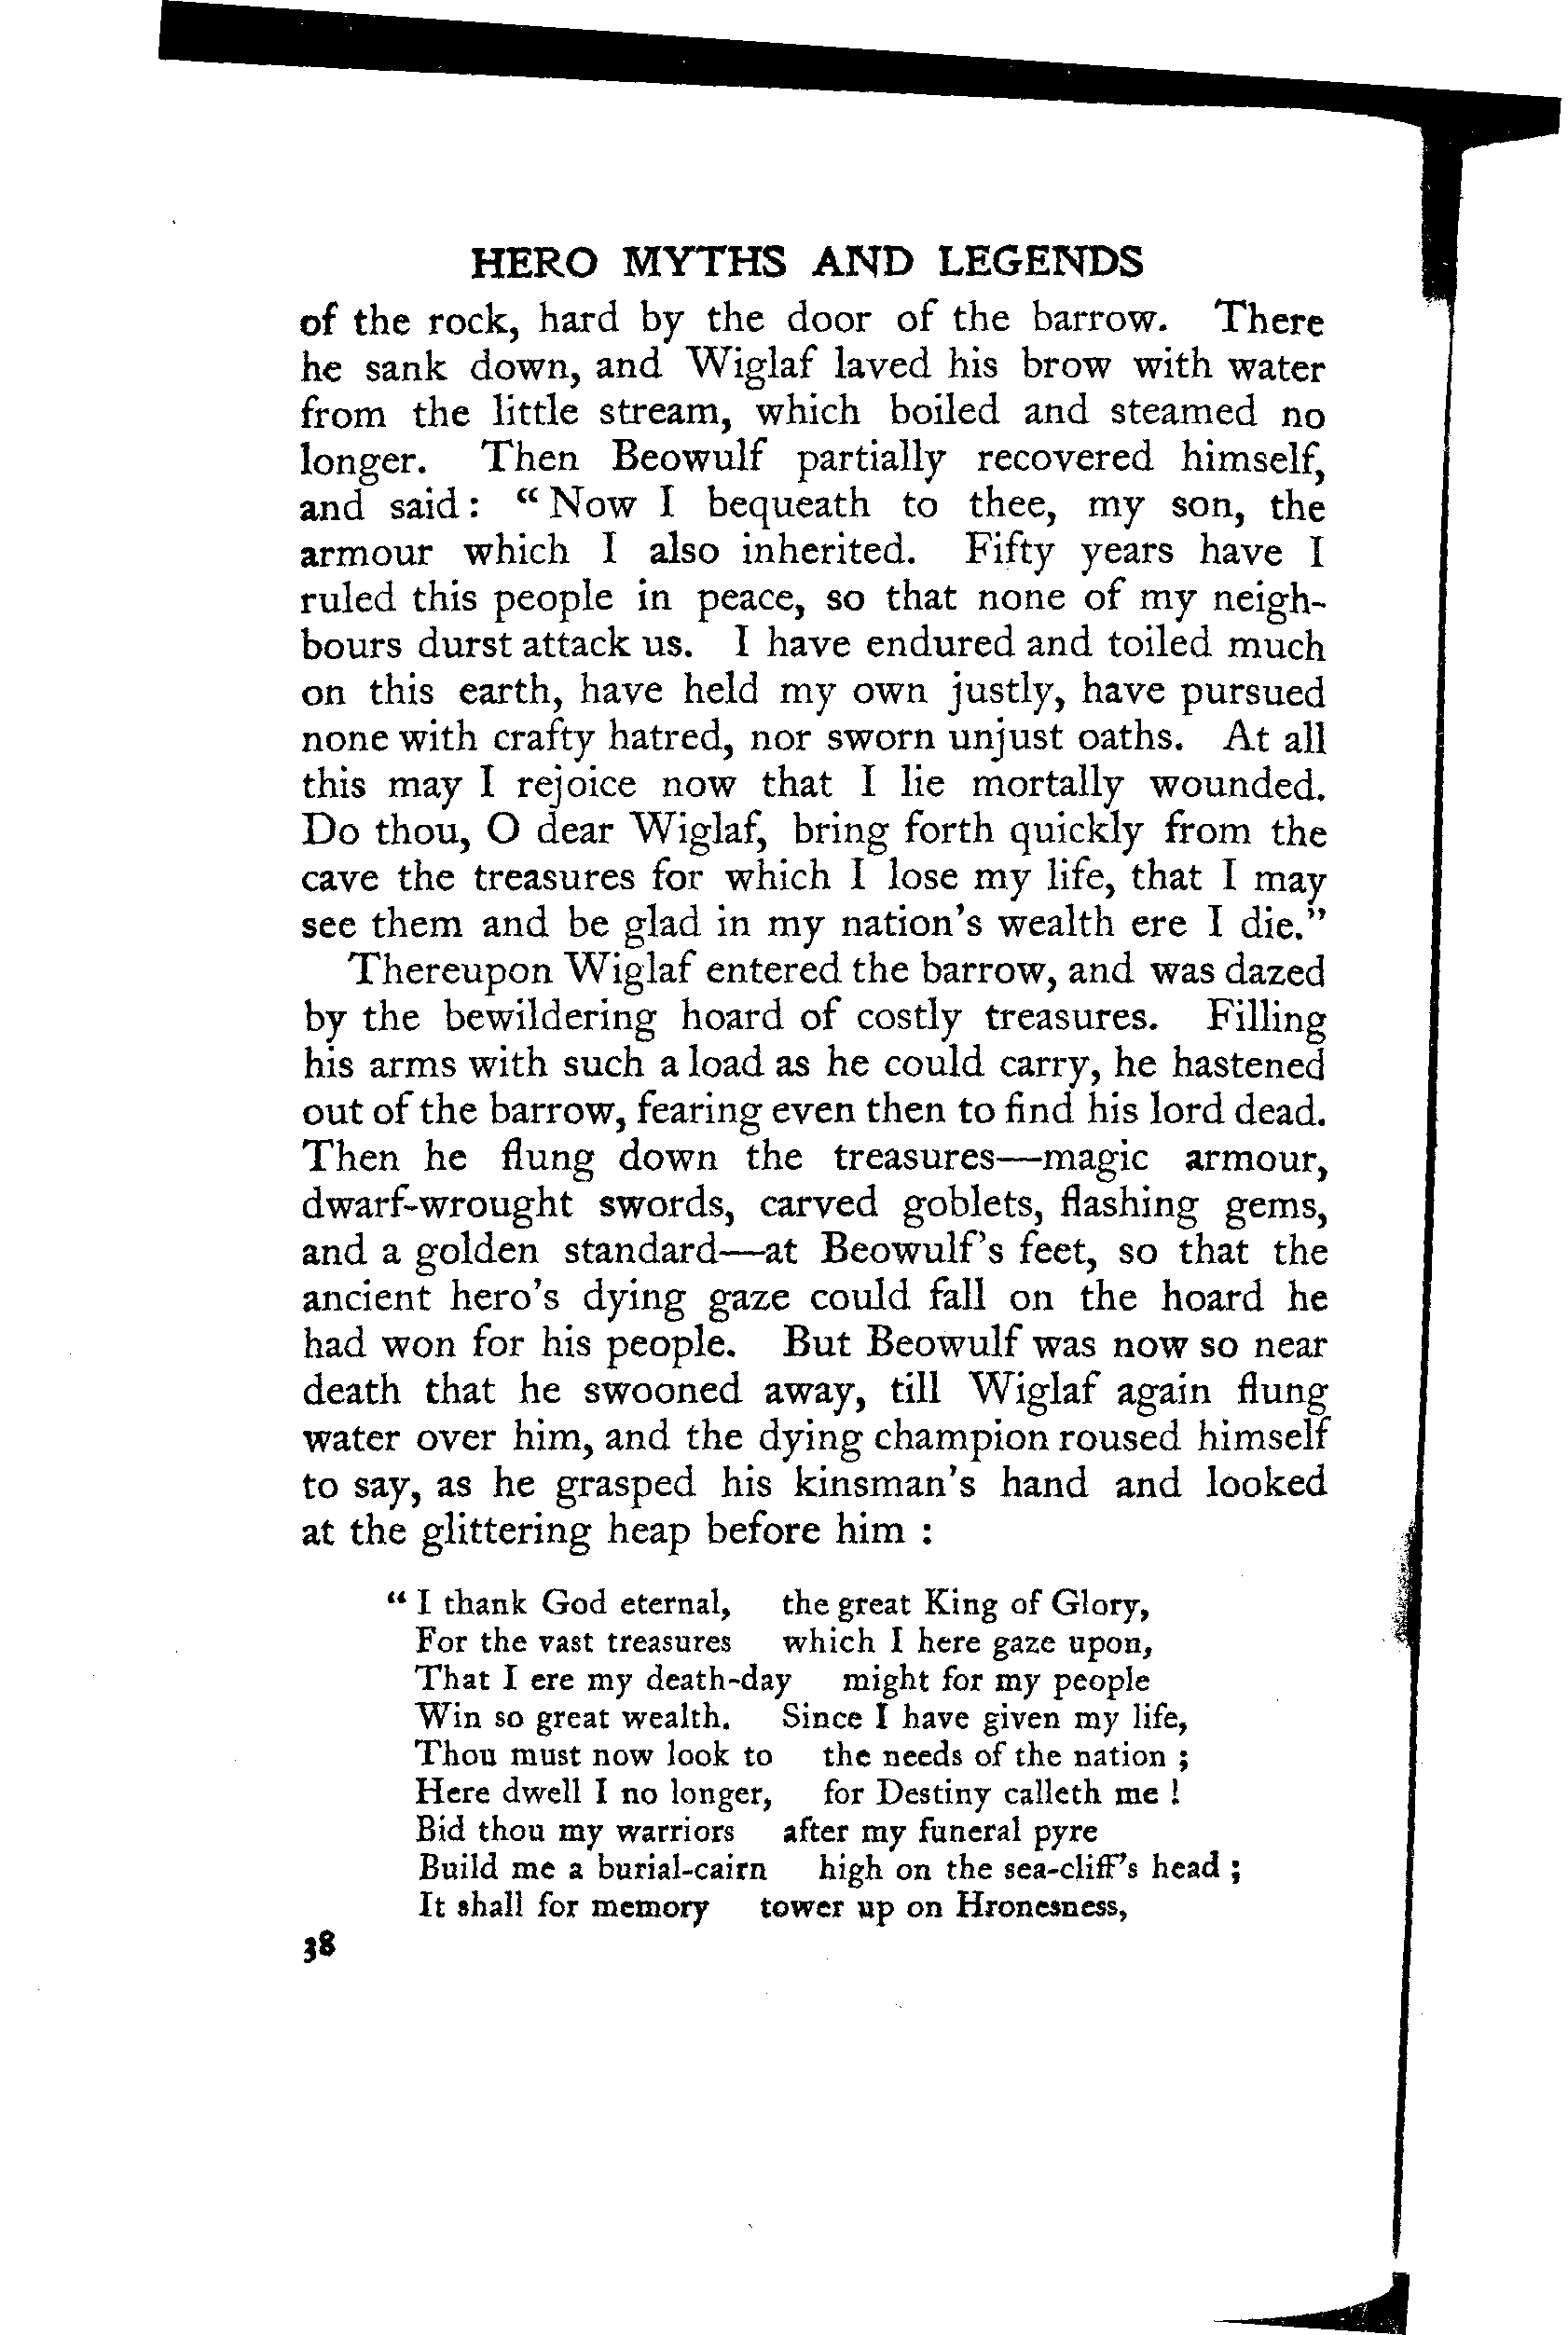 HERO MYTHS AND LEGENDS
of the rock, hard by the door of the barrow. There
he sank down, and Wiglaf laved his brow with water
from the little stream, which boiled and steamed no
longer. Then Beowulf partially recovered himself,
and said: “Now I bequeath to thee, my son, the
armour which I also inherited. Fifty years have I
ruled this people in peace, so that none of my neigh-
bours durst attack us. I have endured and toiled much
on this earth, have held my own justly, have pursued
none with crafty hatred, nor sworn unjust oaths. At all
this may I rejoice now that I lie mortally wounded.
Do thou, O dear Wiglaf, bring forth quickly from the
cave the treasures for which I lose my life, that I may
see them and be glad in my nation’s wealth ere I die.”
Thereupon Wiglaf entered the barrow, and was dazed
by the bewildering hoard of costly treasures. Filling
his arms with such a load as he could carry, he hastened
out of the barrow, fearing even then to find his lord dead.
Then he flung down the treasures—magic armour,
dwarf-wrought swords, carved goblets, flashing gems,
and a golden standard—at Beowulf’s feet, so that the
ancient hero’s dying gaze could fall on the hoard he
had won for his people. But Beowulf was now so near
death that he swooned away, till Wiglaf again flung
water over him, and the dying champion roused himself
to say, as he grasped his kinsman’s hand and looked
at the glittering heap before him :
“ I thank God eternal, the great King of Glory,
For the vast treasures which I here gaze upon,
That I ere my death-day might for my people
Win so great wealth. Since I have given my life,
Thou must now look to the needs of the nation ;
Here dwell I no longer, for Destiny calleth me !
Bid thou my warriors after my funeral pyre
Build me a burial-cairn high on the sea-cliff’s head ;
It shall for memory tower up on Hronesness,
38